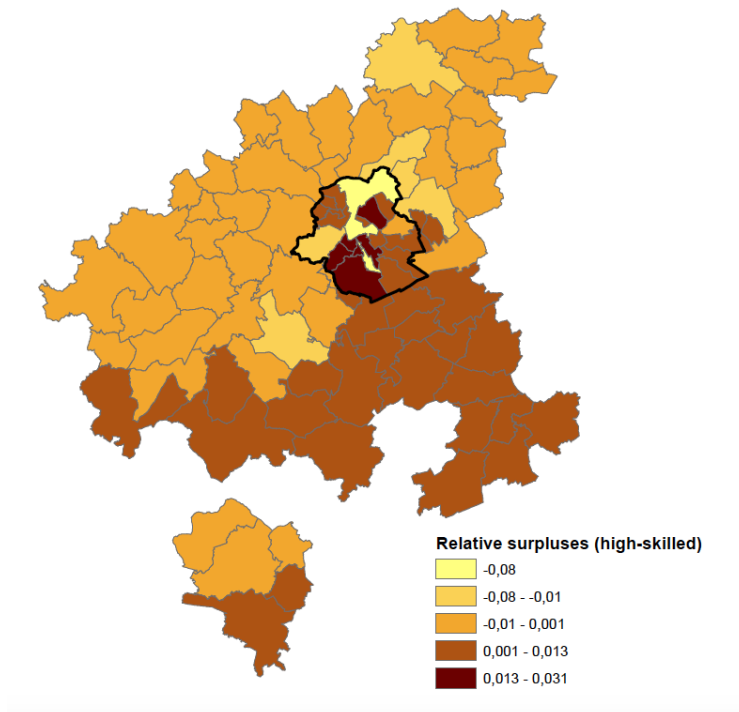 Relative surpluses (high-skilled)
-0,08
-0,08 - -0,01
-0,01 - 0,001
0,001 - 0,013
0,013 - 0,031